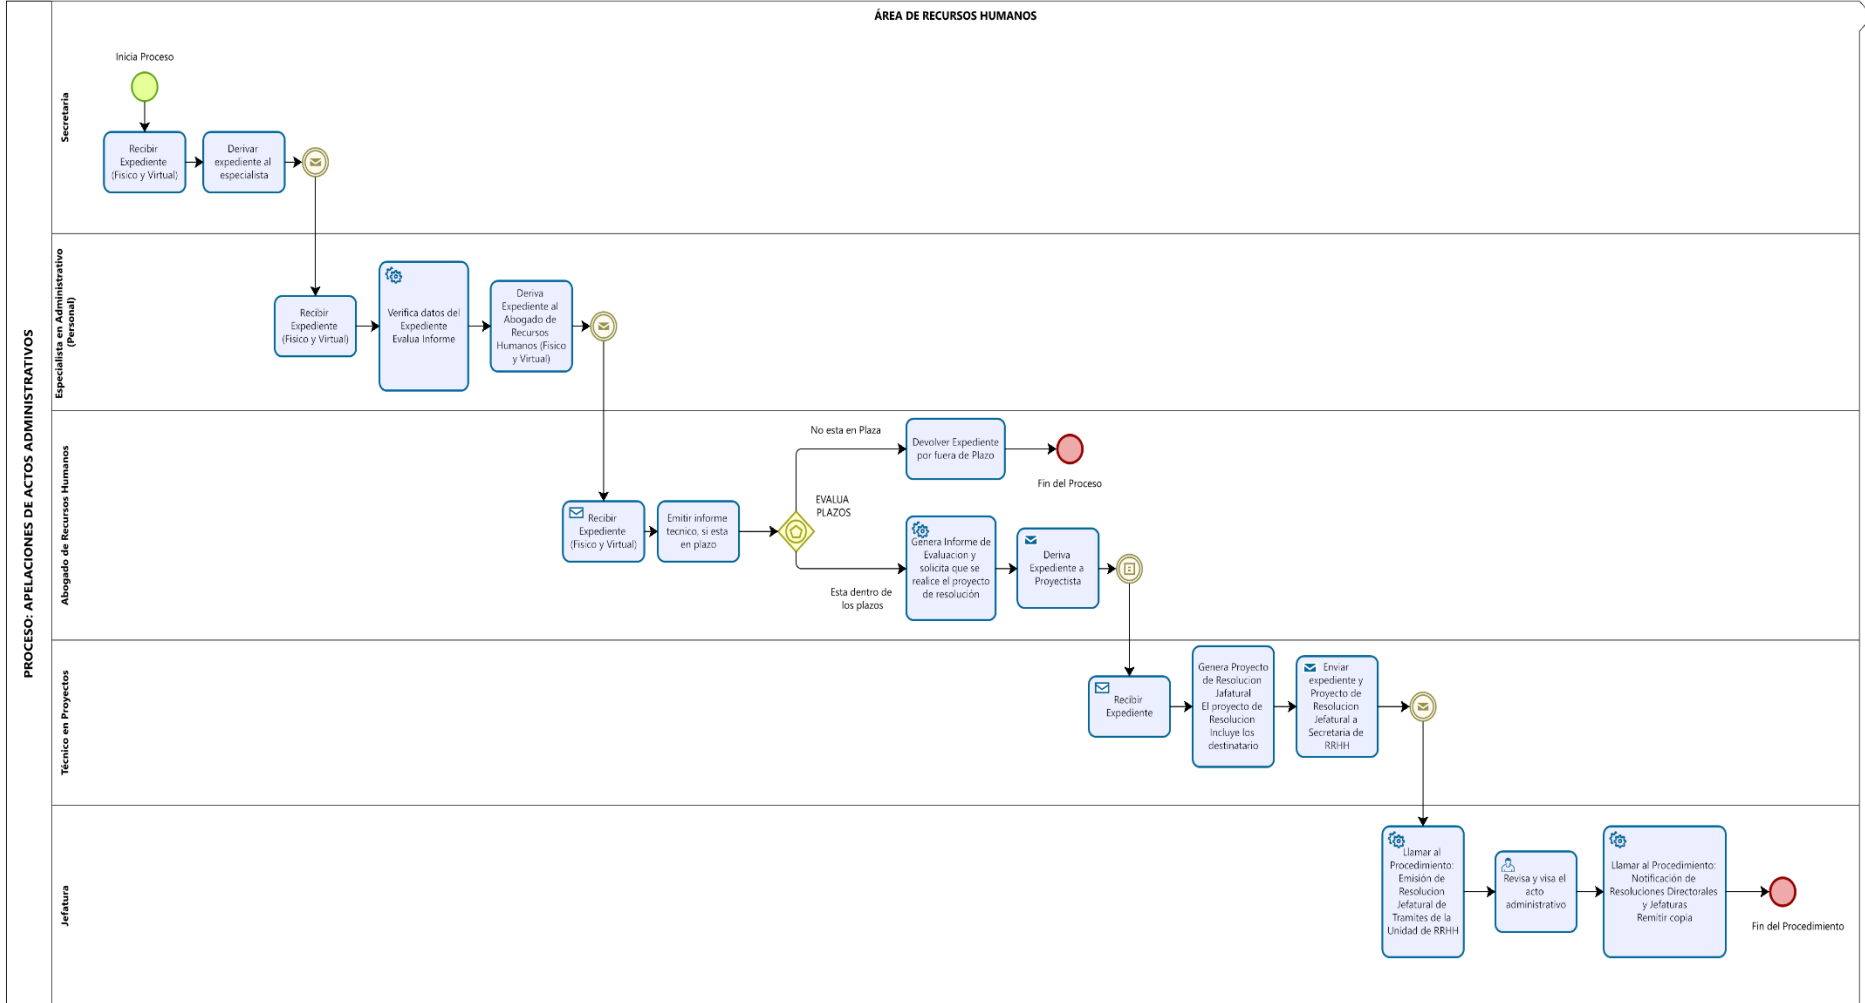 ÁREA DE RECURSOS HUMANOS
PROCESO: APELACIONES DE ACTOS ADMINISTRATIVOS
Secretaria
Inicia Proceso
Recibir
Expediente
(Fisico y Virtual)
Derivar
expediente al
especialista
Especialista en Administrativo
(Personal)
Recibir
Expediente
(Fisico y Virtual)
Verifica datos del
Expediente
Evalua Informe
Deriva
Expediente al
Abogado de
Recursos
Humanos (Fisico
y Virtual)
Abogado de Recursos Humanos
Recibir
Expediente
(Fisico y Virtual)
Emitir informe
tecnico, si esta
en plazo
EVALUA
PLAZOS
No esta en Plaza
Devolver Expediente
por fuera de Plazo
Fin del Proceso
Esta dentro de
los plazos
Genera Informe de
Evaluacion y
solicita que se
realice el proyecto
de resolución
Deriva
Expediente a
Proyectista
Técnico en Proyectos
Recibir
Expediente
Genera Proyecto
de Resolucion
Jafatural
El proyecto de
Resolucion
Incluye los
destinatario
Enviar
expediente y
Proyecto de
Resolucion
Jefatural a
Secretaria de
RRHH
Jefatura
Llamar al
Procedimiento:
Emisión de
Resolucion
Jefatural de
Tramites de la
Unidad de RRHH
Revisa y visa el
acto
administrativo
Llamar al Procedimiento:
Notificación de
Resoluciones Directorales
y Jefaturas
Remitir copia
Fin del Procedimiento